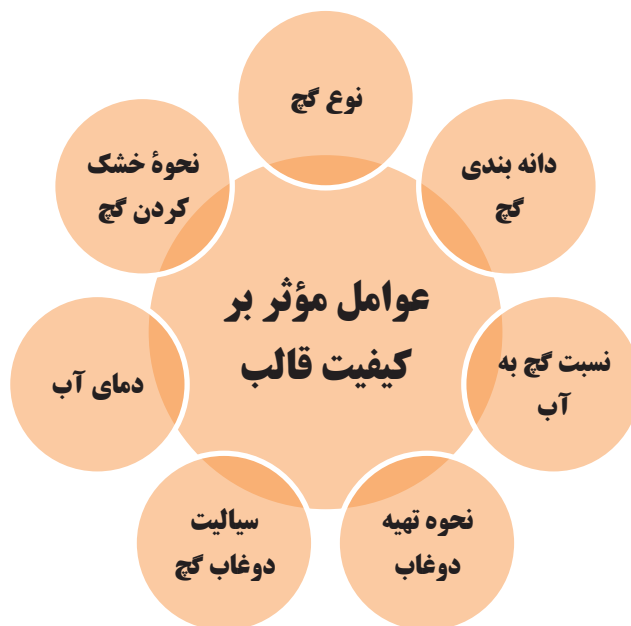 عوامل مؤثر بر
کیفیت قالب
نوع گچ
دانه بندی
گچ
نسبت گچ به
آب
نحوه تهیه
دوغاب
سیالیت
دوغاب گچ
دمای آب
نحوۀ خشک
کردن گچ